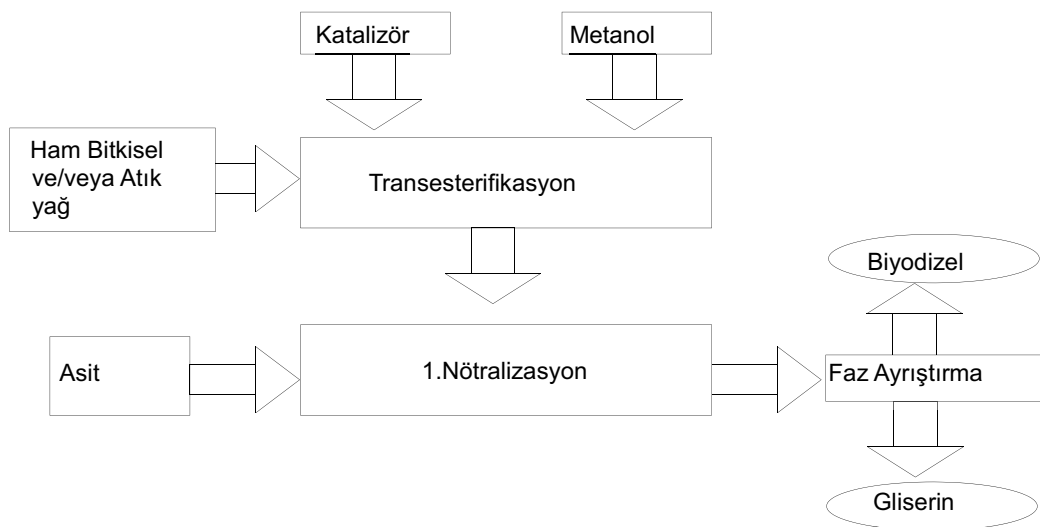 Katalizör
Metanol
Ham Bitkisel
ve/veya Atık
yağ
Transesterifikasyon
Biyodizel
Asit
1.Nötralizasyon
Faz Ayrıştırma
Gliserin